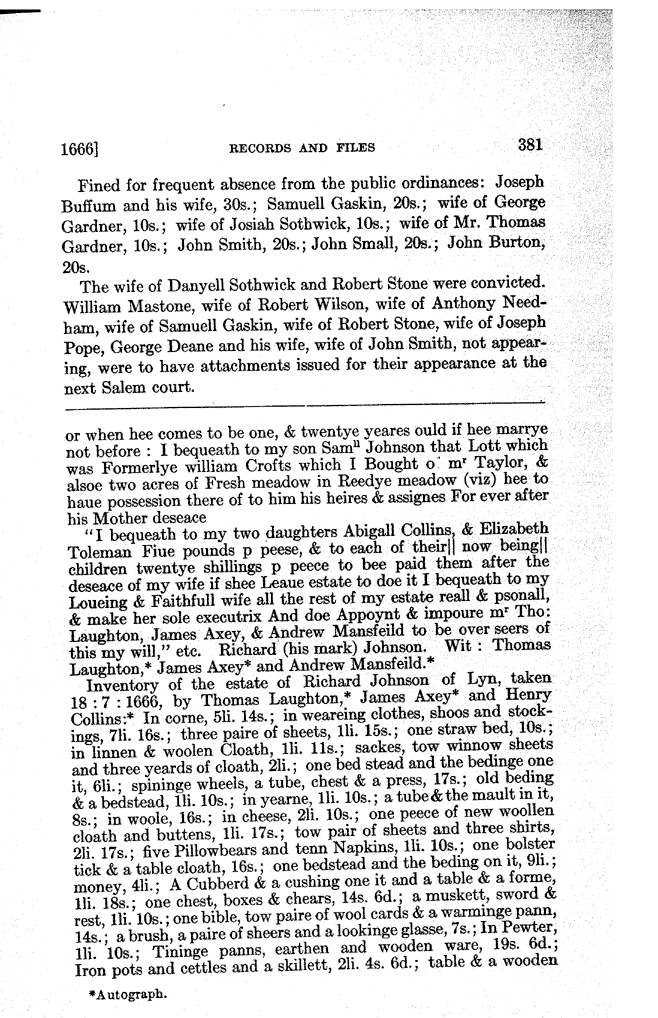 1666] RECORDS AND FILES 381
Fined for frequent absence from the public ordinances: Joseph
Buffum and his wife, 30s.; Samuell Gaskin, 20s.; wife of George
Gardner, 10s.; wife of Josiah Sothwick, 10s.; wife of Mr. Thomas
Gardner, 10s.; John Smith, 20s.; John Small, 20s.; John Burton,
20s.
The wife of Danyell Sothwick and Robert Stone were convicted.
William Mastone, wife of Robert Wilson, wife of Anthony Need-
ham, wife of Samuell Gaskin, wife of Robert Stone, wife of Joseph
Pope, George Deane and his wife, wife of John Smith, not appear-
ing, were to have attachments issued for their appearance at the
next Salem court.
or when hee comes to be one, & twentye yeares ould if hee marrye
not before : I bequeath to my son Samˡˡ Johnson that Lott which
was Formerlye william Crofts which I Bought o: mʳ Taylor, &
alsoe two acres of Fresh meadow in Reedye meadow (viz) hee to
haue possession there of to him his heires & assignes For ever after
his Mother deseace
"I bequeath to my two daughters Abigall Collins, & Elizabeth
Toleman Fiue pounds p peese, & to each of their|| now being||
children twentye shillings p peece to bee paid them after the
deseace of my wife if shee Leaue estate to doe it I bequeath to my
Loueing & Faithfull wife all the rest of my estate reall & psonall,
& make her sole executrix And doe Appoynt & impoure mʳ Tho:
Laughton, James Axey, & Andrew Mansfeild to be over seers of
this my will," etc. Richard (his mark) Johnson. Wit : Thomas
Laughton,* James Axey* and Andrew Mansfeild.*
Inventory of the estate of Richard Johnson of Lyn, taken
18 : 7 : 1666, by Thomas Laughton,* James Axey* and Henry
Collins:* In corne, 5li. 14s.; in weareing clothes, shoos and stock-
ings, 7li. 16s.; three paire of sheets, 1li. 15s.; one straw bed, 10s.;
in linnen & woolen Cloath, 1li. 11s.; sackes, tow winnow sheets
and three yeards of cloath, 2li.; one bed stead and the bedinge one
it, 6li.; spininge wheels, a tube, chest & a press, 17s.; old beding
& a bedstead, 1li. 10s.; in yearne, 1li. 10s.; a tube & the mault in it,
8s.; in woole, 16s.; in cheese, 2li. 10s.; one peece of new woollen
cloath and buttens, 1li. 17s.; tow pair of sheets and three shirts,
2li. 17s.; five Pillowbears and tenn Napkins, 1li. 10s.; one bolster
tick & a table cloath, 16s.; one bedstead and the beding on it, 9li.;
money, 4li.; A Cubberd & a cushing one it and a table & a forme,
1li. 18s.; one chest, boxes & chears, 14s. 6d.; a muskett, sword &
rest, 1li. 10s.; one bible, tow paire of wool cards & a warminge pann,
14s.; a brush, a paire of sheers and a lookinge glasse, 7s.; In Pewter,
1li. 10s.; Tininge panns, earthen and wooden ware, 19s. 6d.;
Iron pots and cettles and a skillett, 2li. 4s. 6d.; table & a wooden
*Autograph.